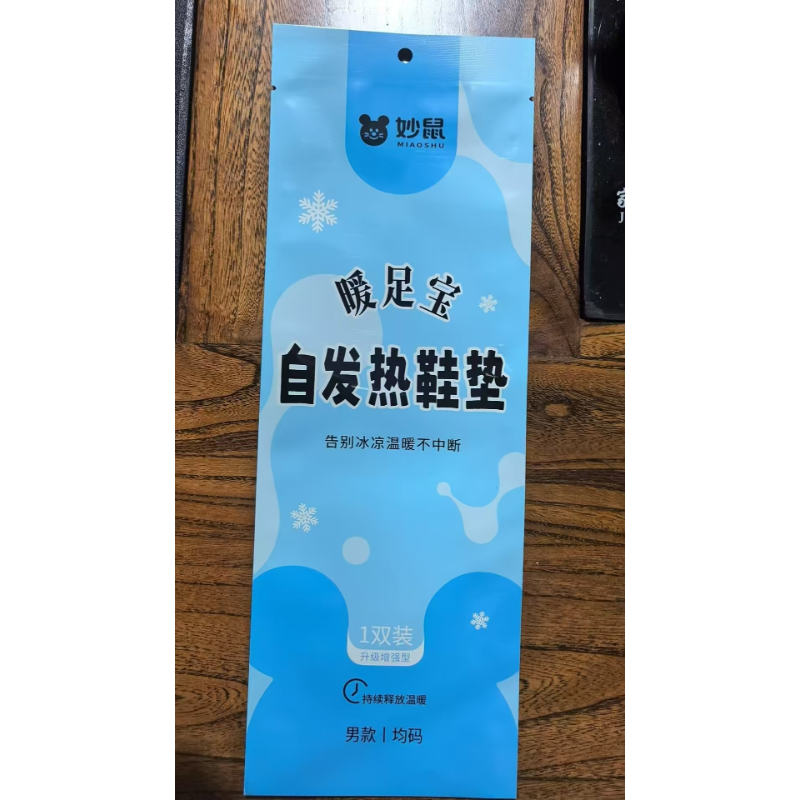 妙鼠
MIAOSHU
暖足宝
自发热鞋垫
告别冰凉温暖不中断
1双装
升级增强型
持续释放温暖
男款丨均码